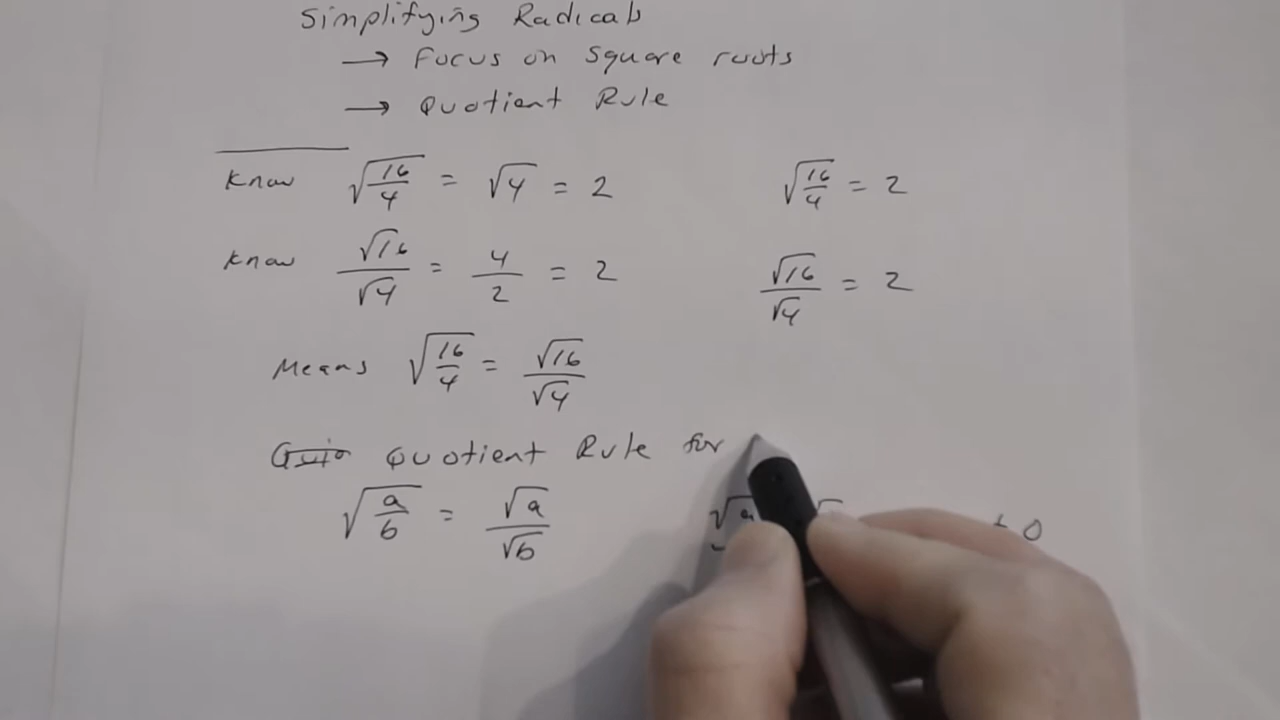 Simplifying Radicals
→ Focus on Square roots
→ Quotient Rule
Know √(16/4) = √4 = 2 √(16/4) = 2
Know √16/√4 = 4/2 = 2 √16/√4 = 2
Means √(16/4) = √16/√4
Quotient Rule for
√(a/b) = √a/√b √a √ ≠ 0